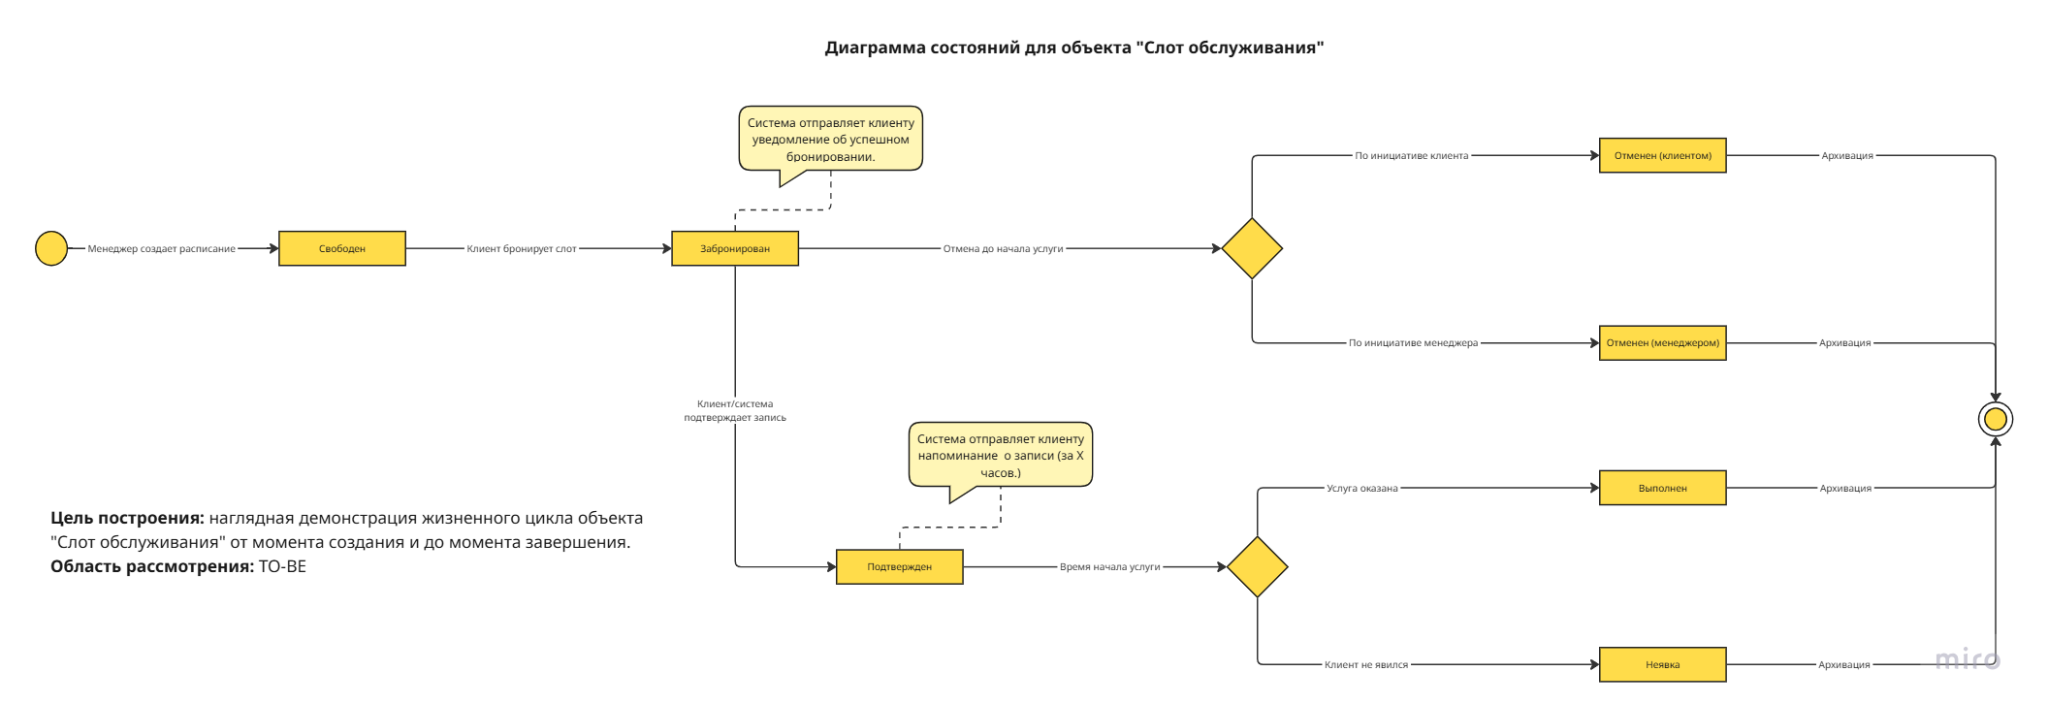 Диаграмма состояний для объекта "Слот обслуживания"
Система отправляет клиенту
уведомление об успешном
бронировании.
По инициативе клиента
Отменен (клиентом)
Архивация
Менеджер создает расписание
Свободен
Клиент бронирует слот
Забронирован
Отмена до начала услуги
По инициативе менеджера
Отменен (менеджером)
Архивация
Клиент/система
подтверждает запись
Система отправляет клиенту
напоминание о записи (за X
часов.)
Услуга оказана
Выполнен
Архивация
Цель построения: наглядная демонстрация жизненного цикла объекта
"Слот обслуживания" от момента создания и до момента завершения.
Область рассмотрения: TO-BE
Подтвержден
Время начала услуги
Клиент не явился
Неявка
Архивация
miro